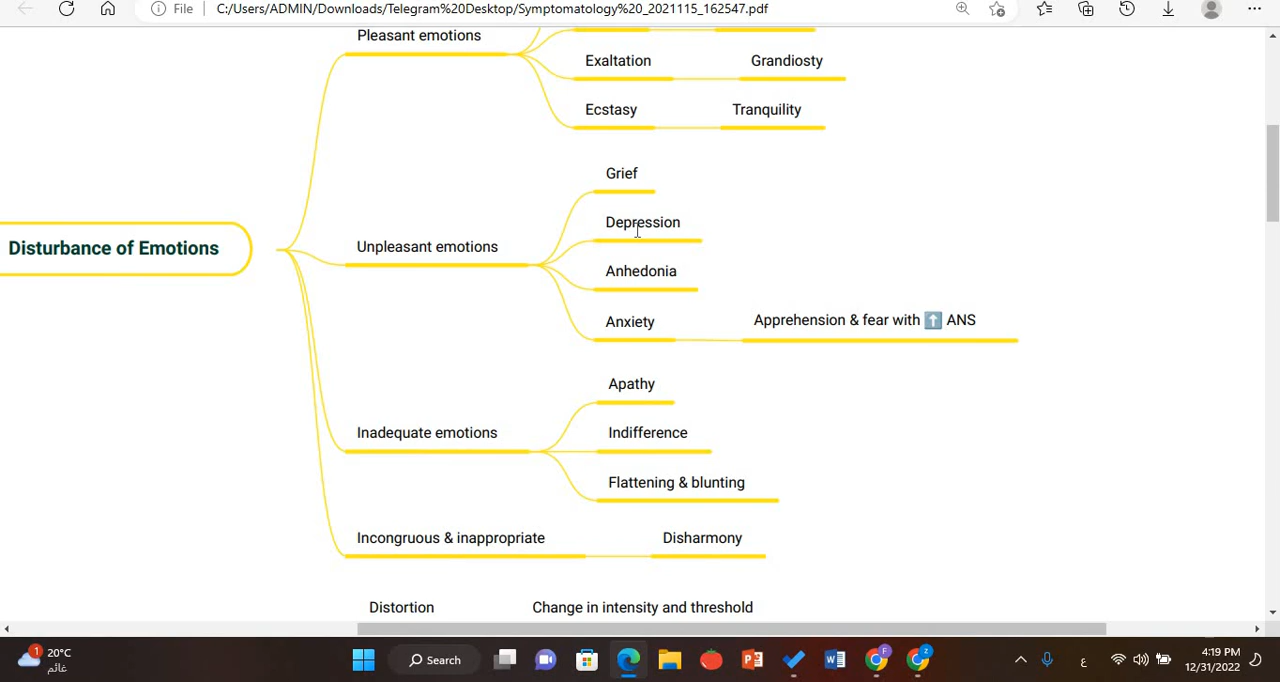 File
C:/Users/ADMIN/Downloads/Telegram%20Desktop/Symptomatology%20_2021115_162547.pdf
Pleasant emotions
Exaltation
Grandiosty
Ecstasy
Tranquility
Disturbance of Emotions
Unpleasant emotions
Grief
Depression
Anhedonia
Anxiety
Apprehension & fear with ⬆ ANS
Inadequate emotions
Apathy
Indifference
Flattening & blunting
Incongruous & inappropriate
Disharmony
Distortion
Change in intensity and threshold
1
20°C
غائم
Search
F
z
ع
4:19 PM
12/31/2022